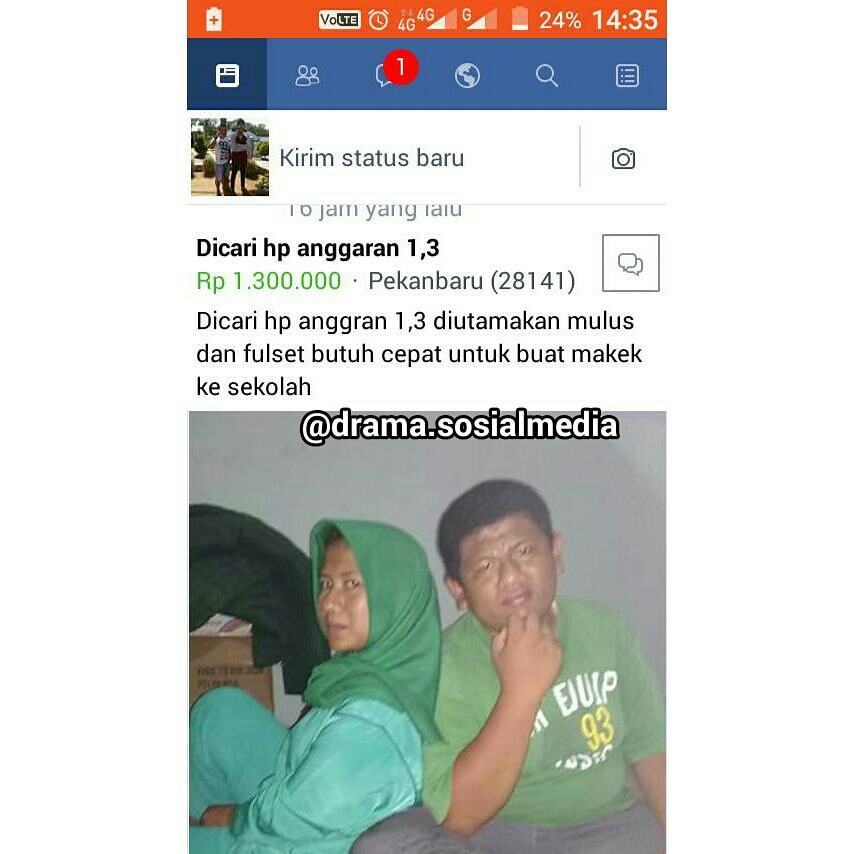 VoLTE 4G 4G G 24% 14:35
1
Kirim status baru
16 jam yang lalu
Dicari hp anggaran 1,3
Rp 1.300.000 · Pekanbaru (28141)
Dicari hp anggran 1,3 diutamakan mulus
dan fulset butuh cepat untuk buat makek
ke sekolah
@drama.sosialmedia
93